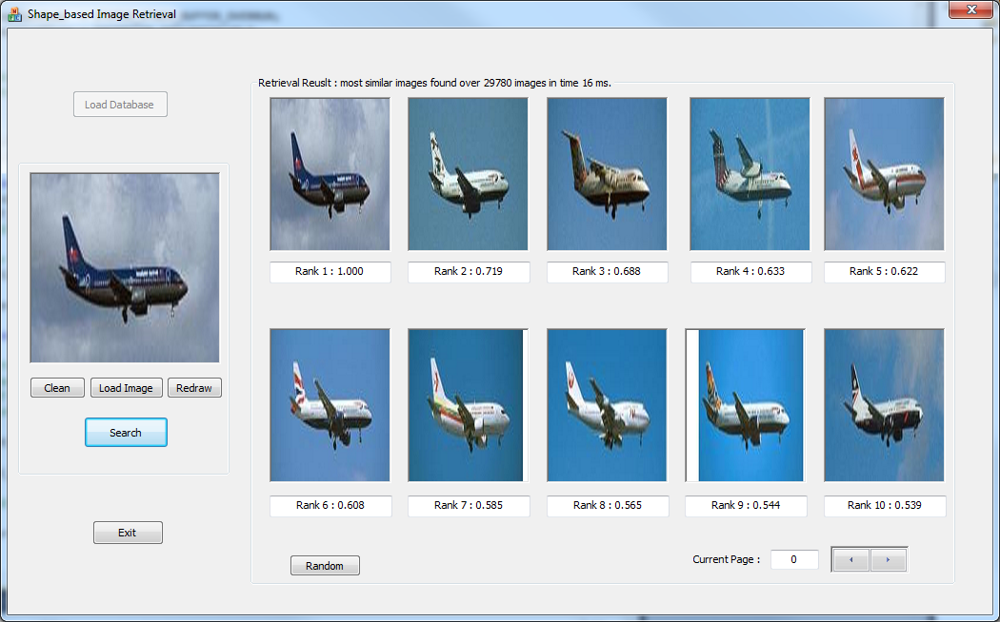 Shape_based Image Retrieval
Load Database
Retrieval Reuslt : most similar images found over 29780 images in time 16 ms.
Rank 1 : 1.000
Rank 2 : 0.719
Rank 3 : 0.688
Rank 4 : 0.633
Rank 5 : 0.622
Clean
Load Image
Redraw
Search
Rank 6 : 0.608
Rank 7 : 0.585
Rank 8 : 0.565
Rank 9 : 0.544
Rank 10 : 0.539
Exit
Random
Current Page :
0